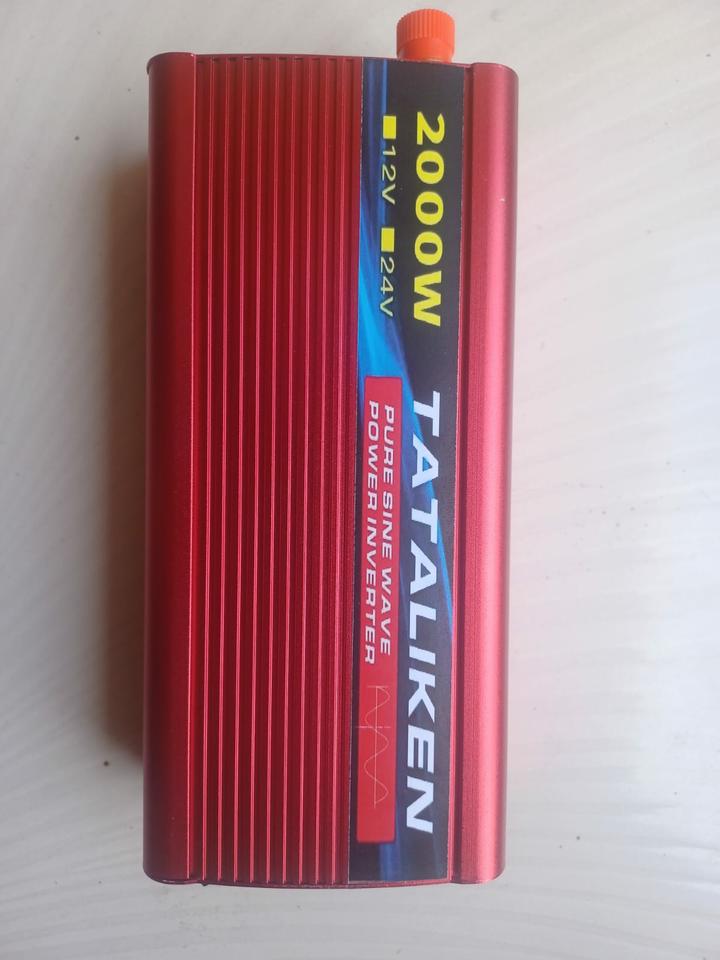 2000W
■12V ■24V
TATALIKEN
PURE SINE WAVE
POWER INVERTER